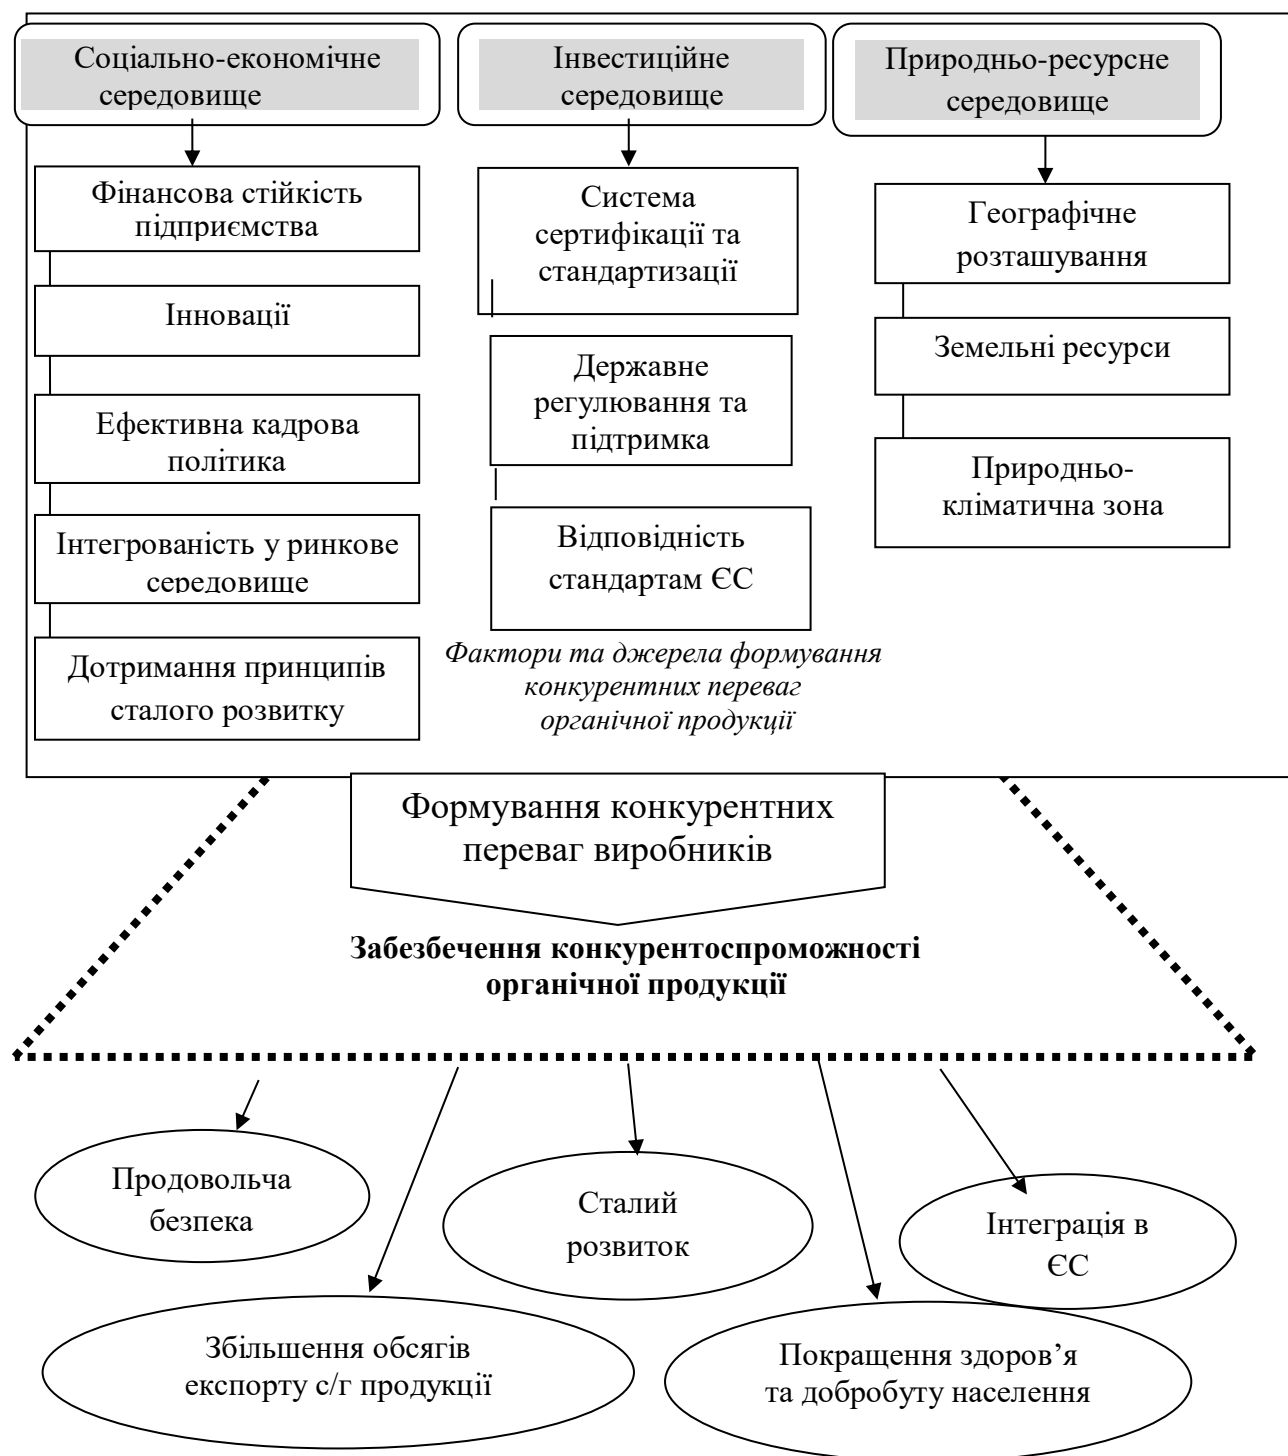 Соціально-економічне
середовище
Інвестиційне
середовище
Природньо-ресурсне
середовище
Фінансова стійкість
підприємства
Інновації
Ефективна кадрова
політика
Інтегрованість у ринкове
середовище
Дотримання принципів
сталого розвитку
Система
сертифікації та
стандартизації
Державне
регулювання та
підтримка
Відповідність
стандартам ЄС
Географічне
розташування
Земельні ресурси
Природньо-
кліматична зона
Фактори та джерела формування
конкурентних переваг
органічної продукції
Формування конкурентних
переваг виробників
Забезбечення конкурентоспроможності
органічної продукції
Продовольча
безпека
Сталий
розвиток
Інтеграція в
ЄС
Збільшення обсягів
експорту с/г продукції
Покращення здоров’я
та добробуту населення